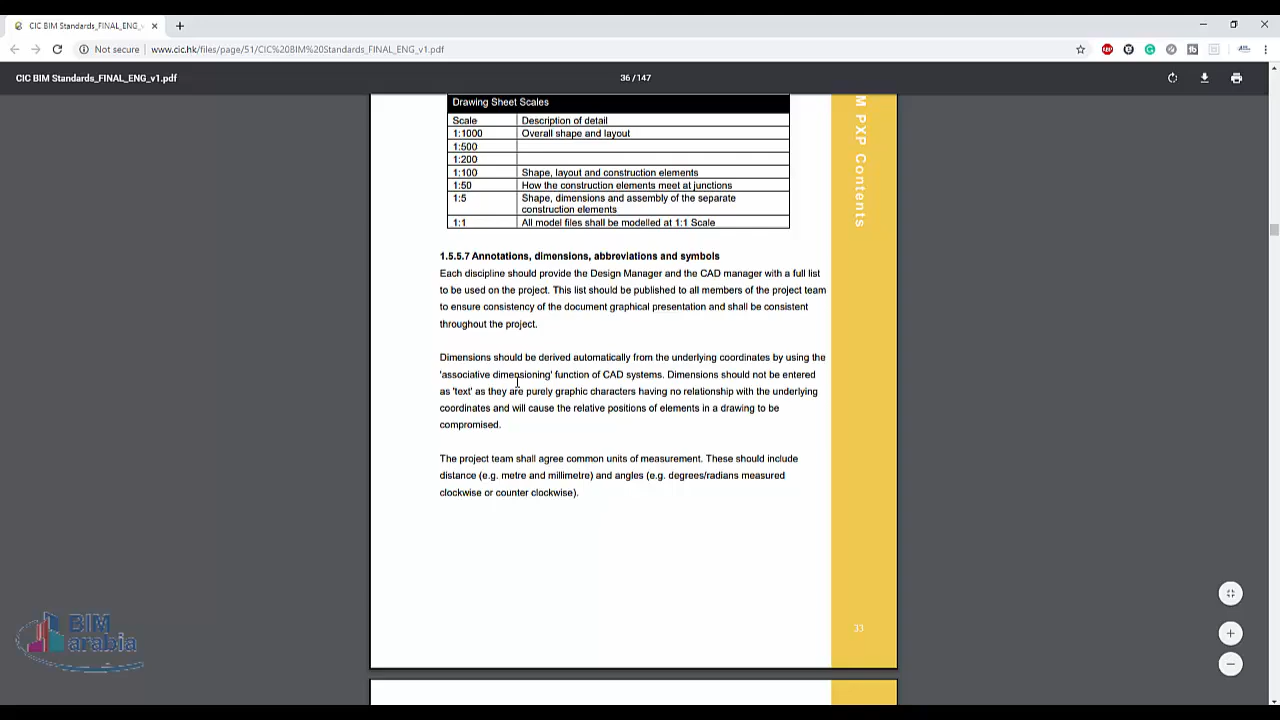 CIC BIM Standards_FINAL_ENG_v
Not secure
www.cic.hk/files/page/51/CIC%20BIM%20Standards_FINAL_ENG_v1.pdf
CIC BIM Standards_FINAL_ENG_v1.pdf
36 / 147
Drawing Sheet Scales
Scale Description of detail
1:1000 Overall shape and layout
1:500
1:200
1:100 Shape, layout and construction elements
1:50 How the construction elements meet at junctions
1:5 Shape, dimensions and assembly of the separate
construction elements
1:1 All model files shall be modelled at 1:1 Scale
M PXP Contents
1.5.5.7 Annotations, dimensions, abbreviations and symbols
Each discipline should provide the Design Manager and the CAD manager with a full list
to be used on the project. This list should be published to all members of the project team
to ensure consistency of the document graphical presentation and shall be consistent
throughout the project.
Dimensions should be derived automatically from the underlying coordinates by using the
'associative dimensioning' function of CAD systems. Dimensions should not be entered
as 'text' as they are purely graphic characters having no relationship with the underlying
coordinates and will cause the relative positions of elements in a drawing to be
compromised.
The project team shall agree common units of measurement. These should include
distance (e.g. metre and millimetre) and angles (e.g. degrees/radians measured
clockwise or counter clockwise).
33
BIM
arabia